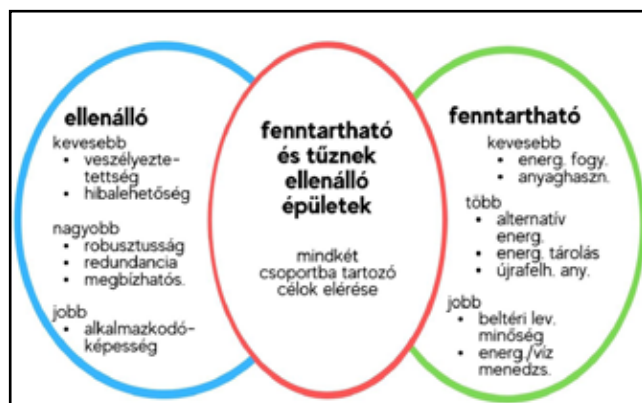 ellenálló
kevesebb
• veszélyezte-
tettség
• hibalehetőség
nagyobb
• robusztusság
• redundancia
• megbízhatós.
jobb
• alkalmazkodó-
képesség
fenntartható
és tűznek
ellenálló
épületek
mindkét
csoportba tartozó
célok elérése
fenntartható
kevesebb
• energ. fogy.
• anyaghaszn.
több
• alternatív
energ.
• energ. tárolás
• újrafelh. any.
jobb
• beltéri lev.
minőség
• energ./víz
menedzs.